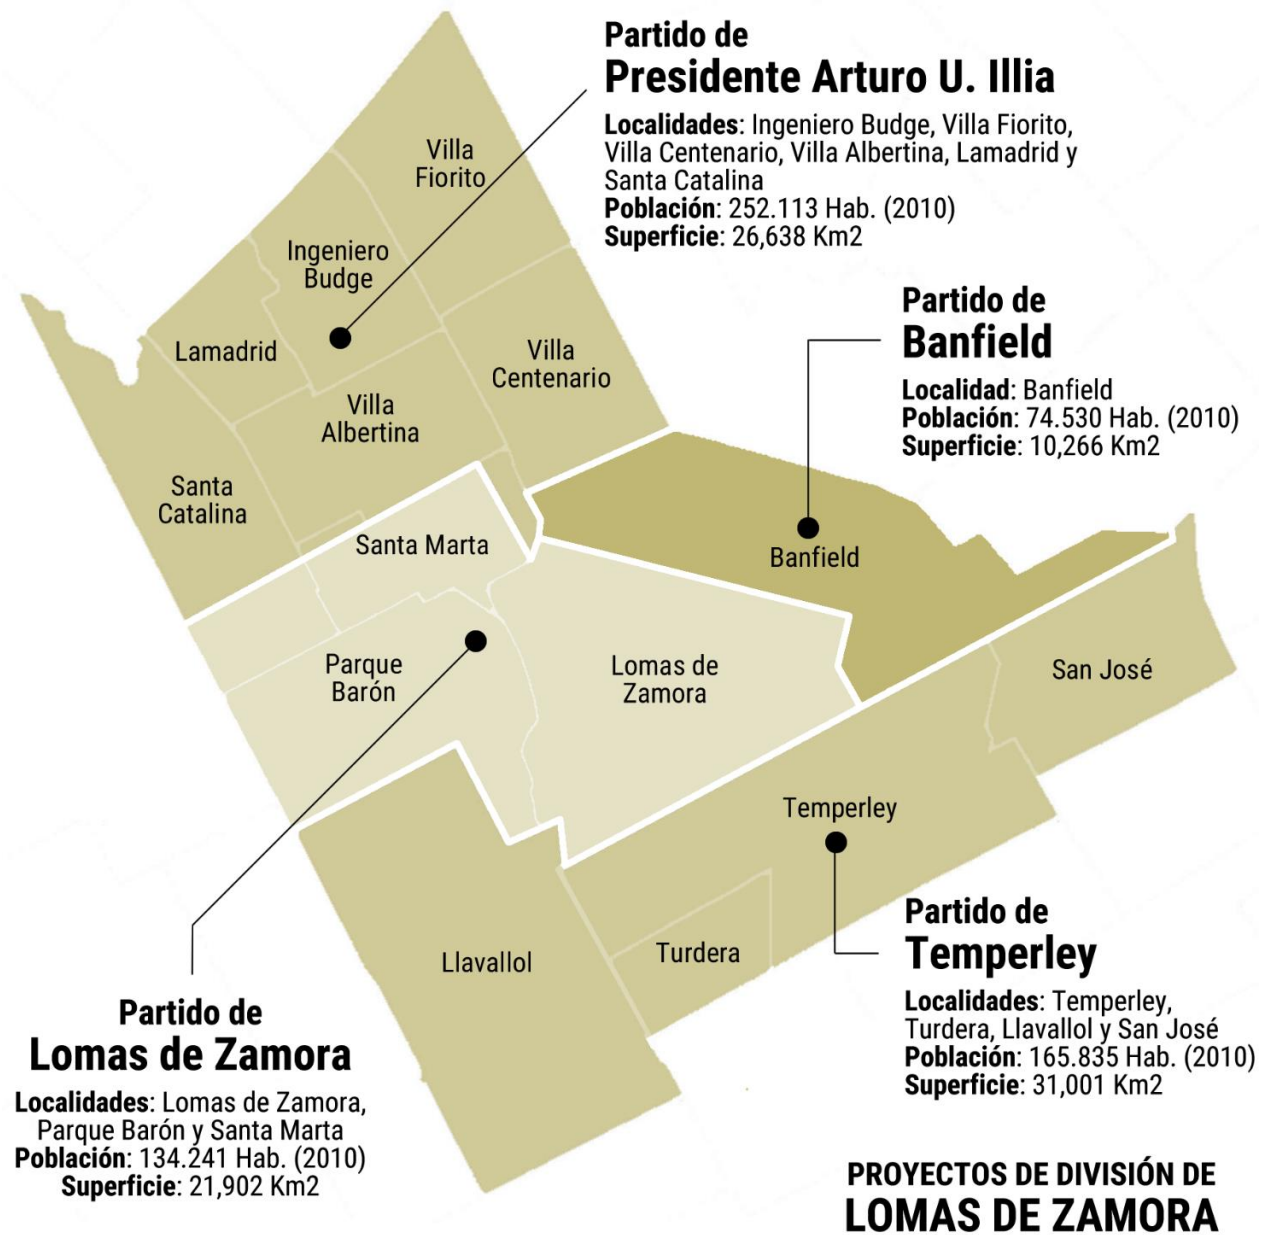 Partido de
Presidente Arturo U. Illia
Localidades: Ingeniero Budge, Villa Fiorito,
Villa Centenario, Villa Albertina, Lamadrid y
Santa Catalina
Población: 252.113 Hab. (2010)
Superficie: 26,638 Km2
Villa
Fiorito
Ingeniero
Budge
Lamadrid
Villa
Centenario
Villa
Albertina
Santa
Catalina
Partido de
Banfield
Localidad: Banfield
Población: 74.530 Hab. (2010)
Superficie: 10,266 Km2
Santa Marta
Banfield
Parque
Barón
Lomas de
Zamora
San José
Temperley
Llavallol
Turdera
Partido de
Temperley
Localidades: Temperley,
Turdera, Llavallol y San José
Población: 165.835 Hab. (2010)
Superficie: 31,001 Km2
Partido de
Lomas de Zamora
Localidades: Lomas de Zamora,
Parque Barón y Santa Marta
Población: 134.241 Hab. (2010)
Superficie: 21,902 Km2
PROYECTOS DE DIVISIÓN DE
LOMAS DE ZAMORA